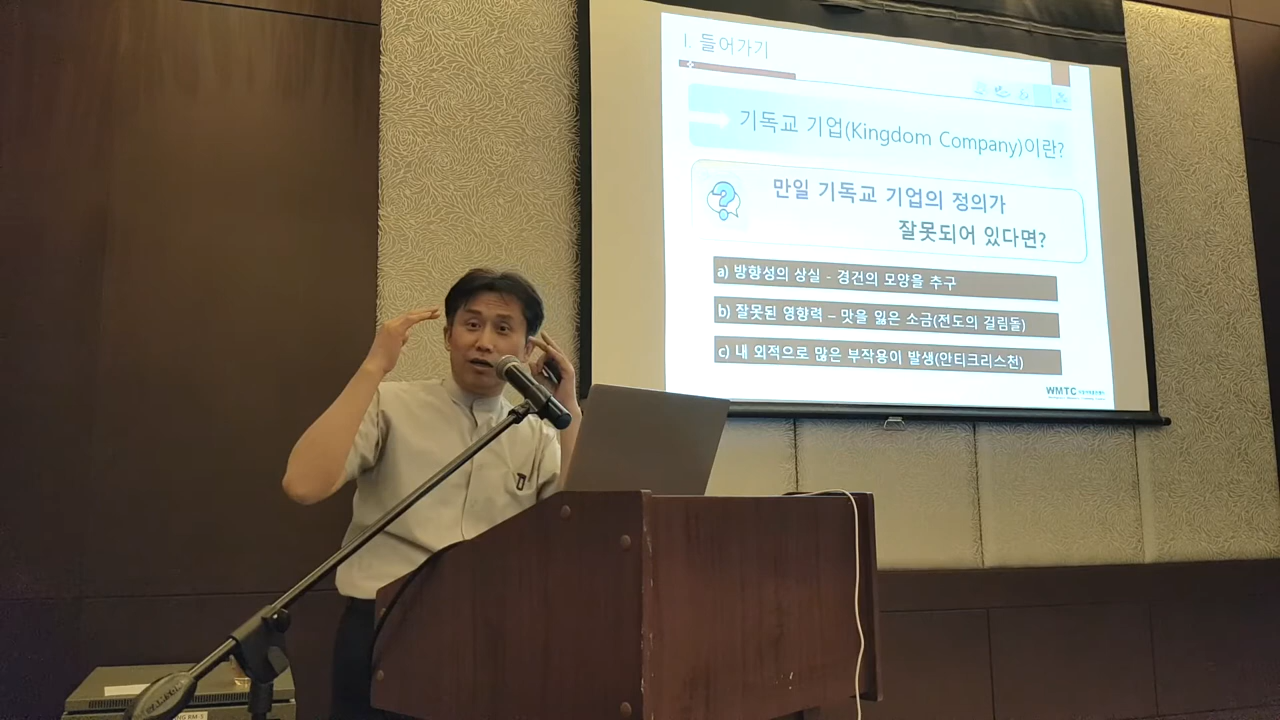 I. 들어가기
기독교 기업(Kingdom Company)이란?
만일 기독교 기업의 정의가
잘못되어 있다면?
a) 방향성의 상실 - 경건의 모양을 추구
b) 잘못된 영향력 – 맛을 잃은 소금(전도의 걸림돌)
c) 내 외적으로 많은 부작용이 발생(안티크리스천)
WMTC